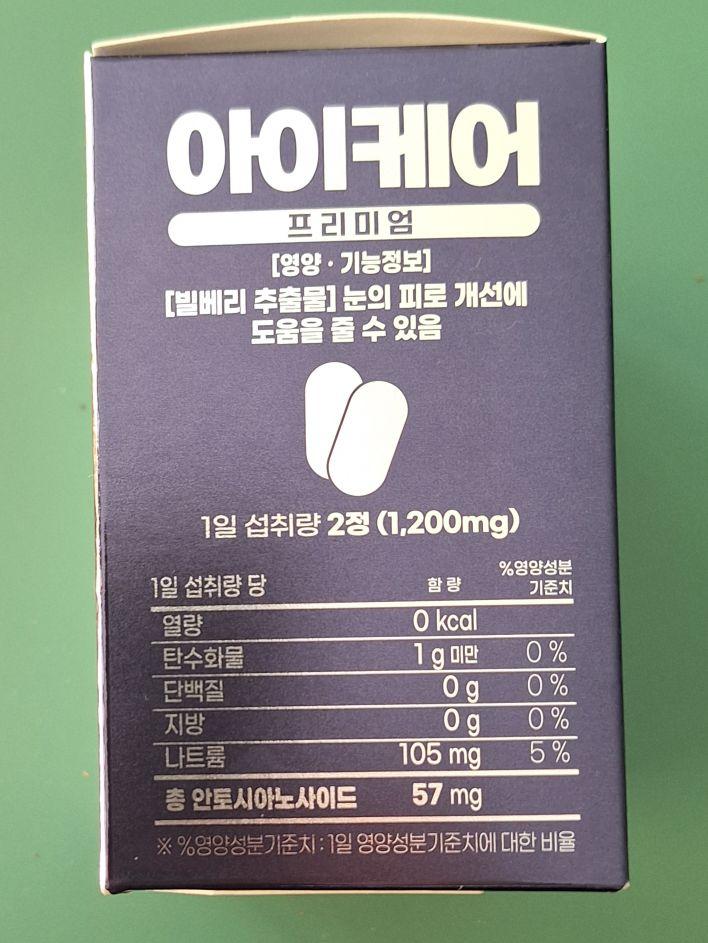 아이케어
프리미엄
[영양·기능정보]
[빌베리 추출물] 눈의 피로 개선에
도움을 줄 수 있음
1일 섭취량 2정 (1,200mg)
1일 섭취량 당 함량 %영양성분
기준치
열량 0 kcal
탄수화물 1 g 미만 0 %
단백질 0 g 0 %
지방 0 g 0 %
나트륨 105 mg 5 %
총 안토시아노사이드 57 mg
※ %영양성분기준치 : 1일 영양성분기준치에 대한 비율